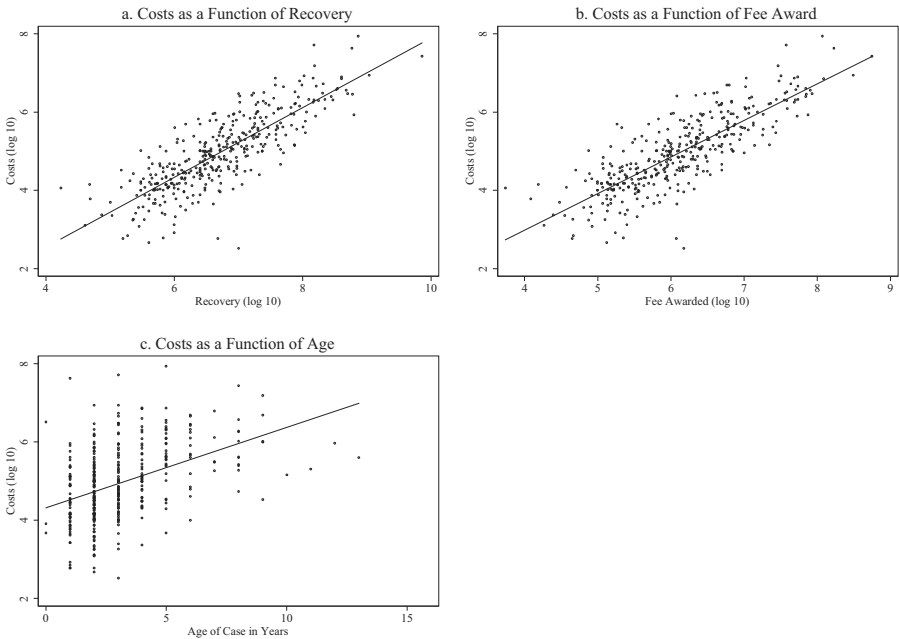 a. Costs as a Function of Recovery
Costs (log 10)
8
6
4
2
4
6
8
10
Recovery (log 10)
b. Costs as a Function of Fee Award
Costs (log 10)
8
6
4
2
4
5
6
7
8
9
Fee Awarded (log 10)
c. Costs as a Function of Age
Costs (log 10)
8
6
4
2
0
5
10
15
Age of Case in Years